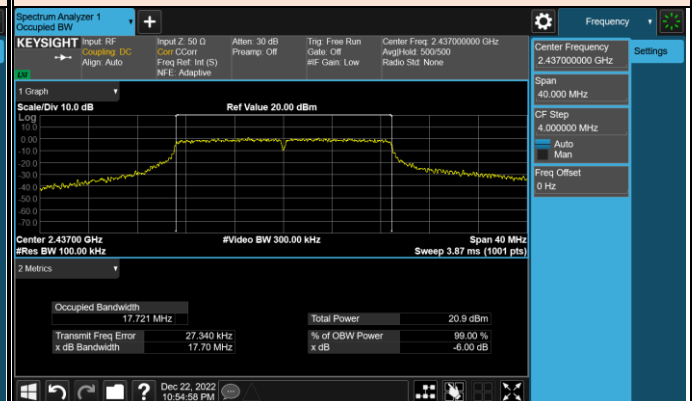 Spectrum Analyzer 1
Occupied BW
+
Frequency
KEYSIGHT
Input: RF
Coupling: DC
Align: Auto
Input Z: 50 Ω
Corr CCorr
Freq Ref: Int (S)
NFE: Adaptive
Atten: 30 dB
Preamp: Off
Trig: Free Run
Gate: Off
#IF Gain: Low
Center Freq: 2.437000000 GHz
Avg|Hold: 500/500
Radio Std: None
LXI
Center Frequency
2.437000000 GHz
Settings
Span
40.000 MHz
CF Step
4.000000 MHz
Auto
Man
Freq Offset
0 Hz
1 Graph
Scale/Div 10.0 dB
Ref Value 20.00 dBm
Log
10.0
0.00
-10.0
-20.0
-30.0
-40.0
-50.0
-60.0
-70.0
Center 2.43700 GHz
#Video BW 300.00 kHz
Span 40 MHz
#Res BW 100.00 kHz
Sweep 3.87 ms (1001 pts)
2 Metrics
Occupied Bandwidth
17.721 MHz
Total Power 20.9 dBm
Transmit Freq Error 27.340 kHz
% of OBW Power 99.00 %
x dB Bandwidth 17.70 MHz
x dB -6.00 dB
?
Dec 22, 2022
10:54:58 PM